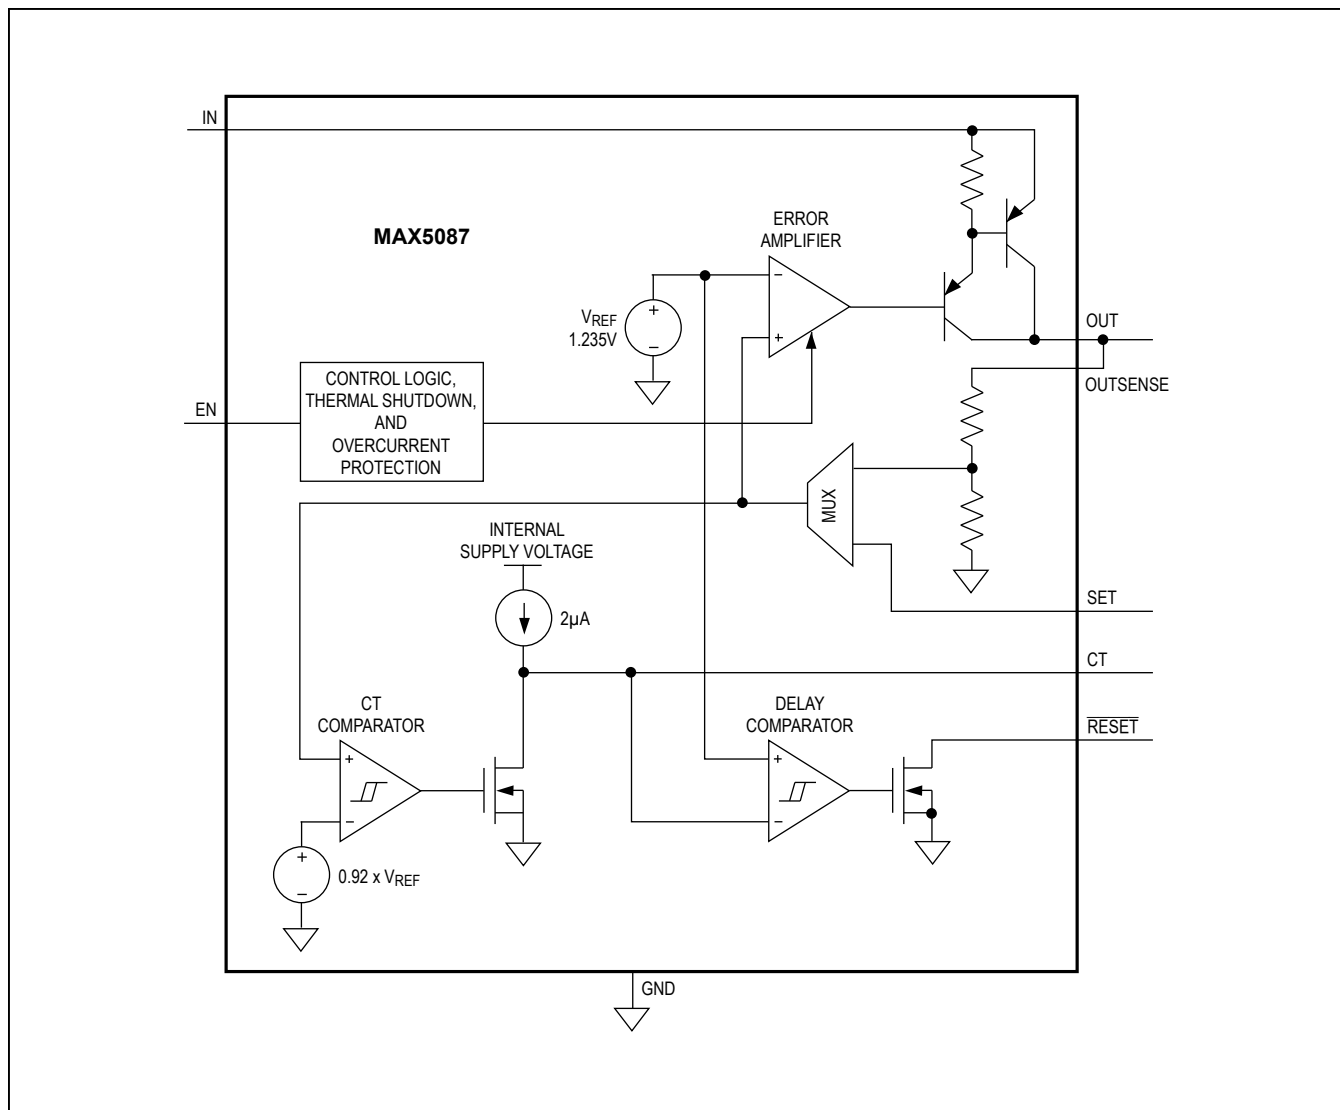 IN
MAX5087
ERROR
AMPLIFIER
−
+
+
−
VREF
1.235V
OUT
OUTSENSE
CONTROL LOGIC,
THERMAL SHUTDOWN,
AND
OVERCURRENT
PROTECTION
EN
MUX
INTERNAL
SUPPLY VOLTAGE
2µA
SET
CT
CT
COMPARATOR
+
−
DELAY
COMPARATOR
+
−
RESET
+
−
0.92 x VREF
GND